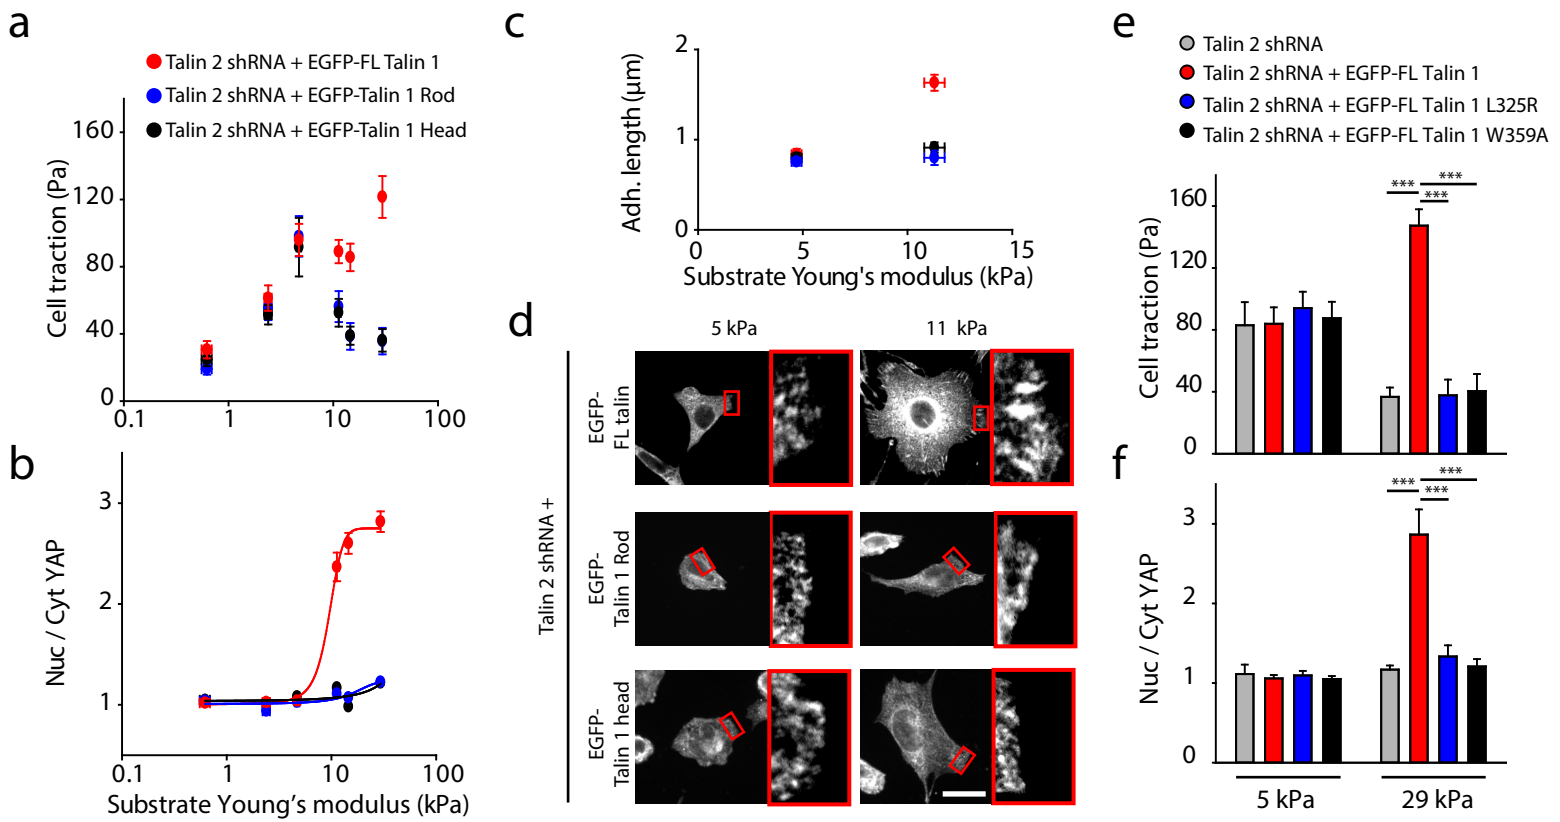 a
Talin 2 shRNA + EGFP-FL Talin 1
Talin 2 shRNA + EGFP-Talin 1 Rod
Talin 2 shRNA + EGFP-Talin 1 Head
Cell traction (Pa)
160
120
80
40
0
0.1 1 10 100
b
Nuc / Cyt YAP
3
2
1
0.1 1 10 100
Substrate Young's modulus (kPa)
c
Adh. length (μm)
2
1
0
0 5 10 15
Substrate Young's modulus (kPa)
d
5 kPa 11 kPa
Talin 2 shRNA +
EGFP-
FL talin
EGFP-
Talin 1 Rod
EGFP-
Talin 1 head
e
Talin 2 shRNA
Talin 2 shRNA + EGFP-FL Talin 1
Talin 2 shRNA + EGFP-FL Talin 1 L325R
Talin 2 shRNA + EGFP-FL Talin 1 W359A
Cell traction (Pa)
160
120
80
40
0
*** *** ***
f
Nuc / Cyt YAP
3
2
1
0
*** *** ***
5 kPa 29 kPa